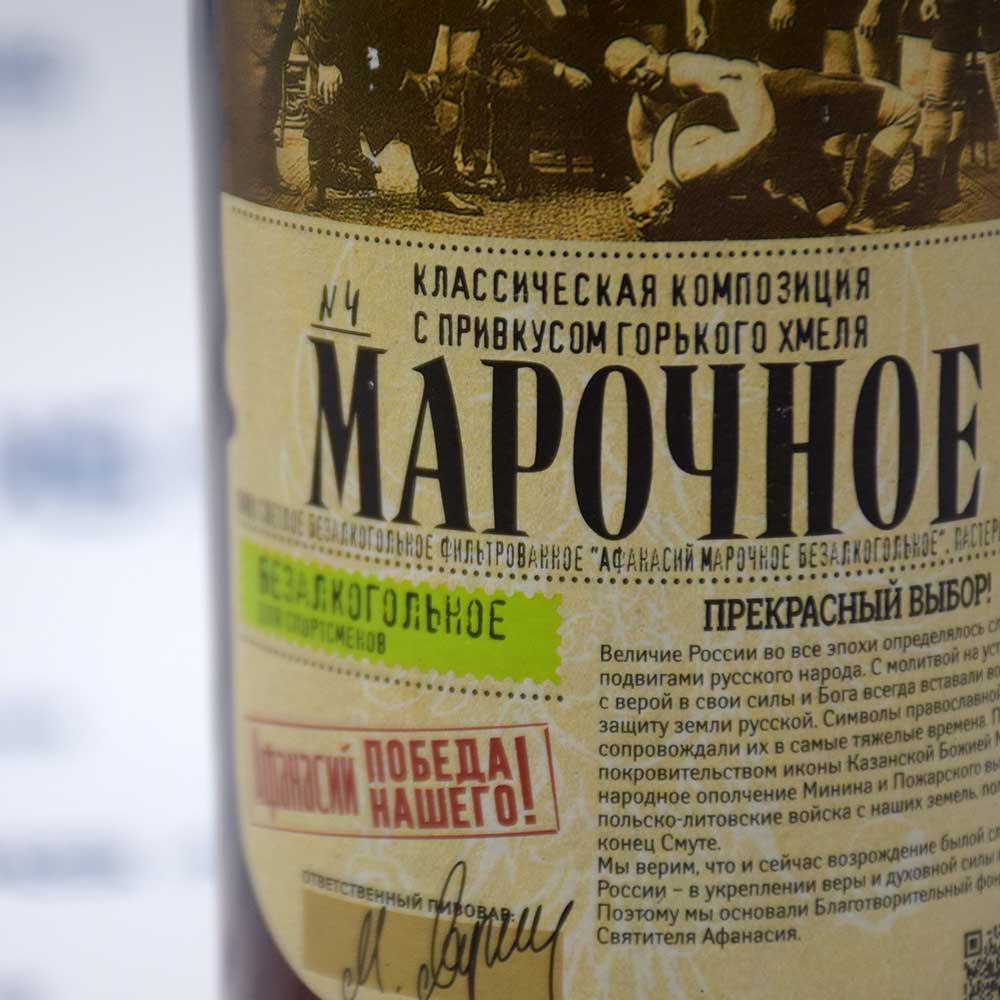 N4
КЛАССИЧЕСКАЯ КОМПОЗИЦИЯ
С ПРИВКУСОМ ГОРЬКОГО ХМЕЛЯ
МАРОЧНОЕ
СВЕТЛОЕ БЕЗАЛКОГОЛЬНОЕ ФИЛЬТРОВАННОЕ "АФАНАСИЙ МАРОЧНОЕ БЕЗАЛКОГОЛЬНОЕ",
БЕЗАЛКОГОЛЬНОЕ
СПОРТСМЕНОВ
Афанасий ПОБЕДА
НАШЕГО!
ОТВЕТСТВЕННЫЙ ПИВОВАР:
ПРЕКРАСНЫЙ ВЫБОР!
Величие России во все эпохи определялось
подвигами русского народа. С молитвой на
с верой в свои силы и Бога всегда вставали
защиту земли русской. Символы
сопровождали их в самые тяжелые времена.
покровительством иконы Казанской Божией
народное ополчение Минина и Пожарского
польско-литовские войска с наших земель,
конец Смуте.
Мы верим, что и сейчас возрождение былой
России – в укреплении веры и духовной силы
Поэтому мы основали Благотворительный
Святителя Афанасия.